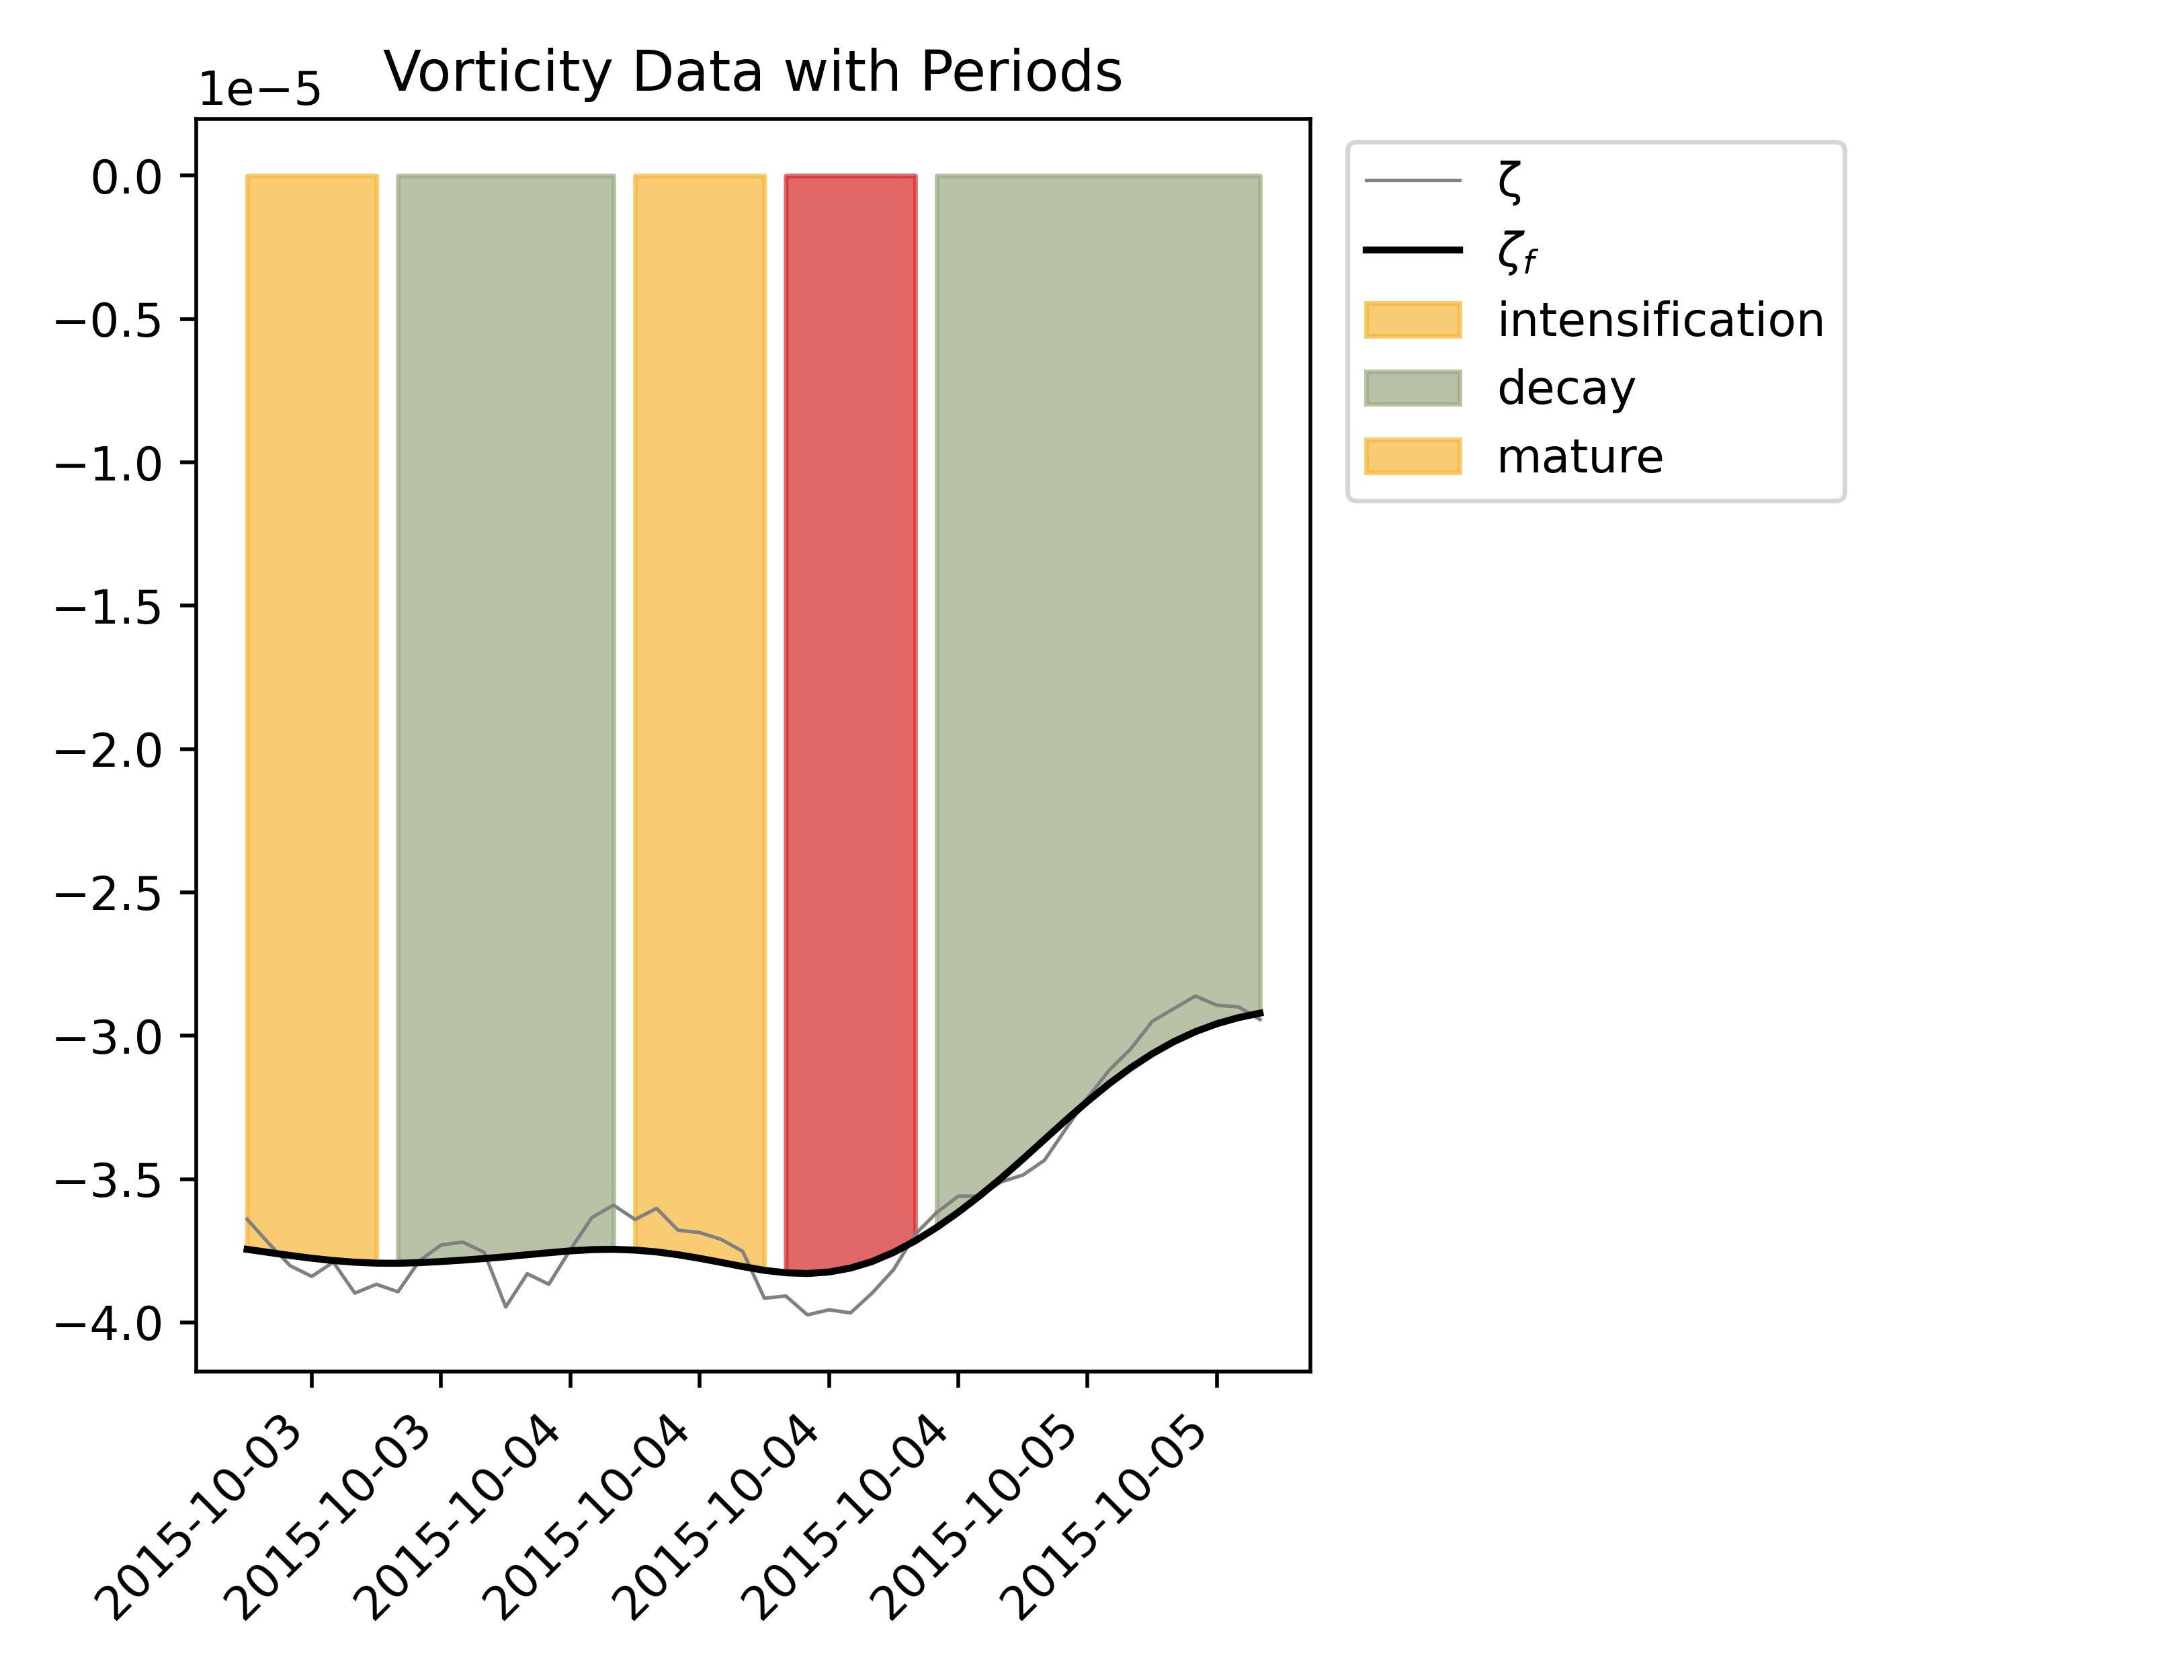 Vorticity Data with Periods
1e−5
0.0
−0.5
−1.0
−1.5
−2.0
−2.5
−3.0
−3.5
−4.0
2015-10-03
2015-10-03
2015-10-04
2015-10-04
2015-10-04
2015-10-04
2015-10-05
2015-10-05
ζ
ζf
intensification
decay
mature